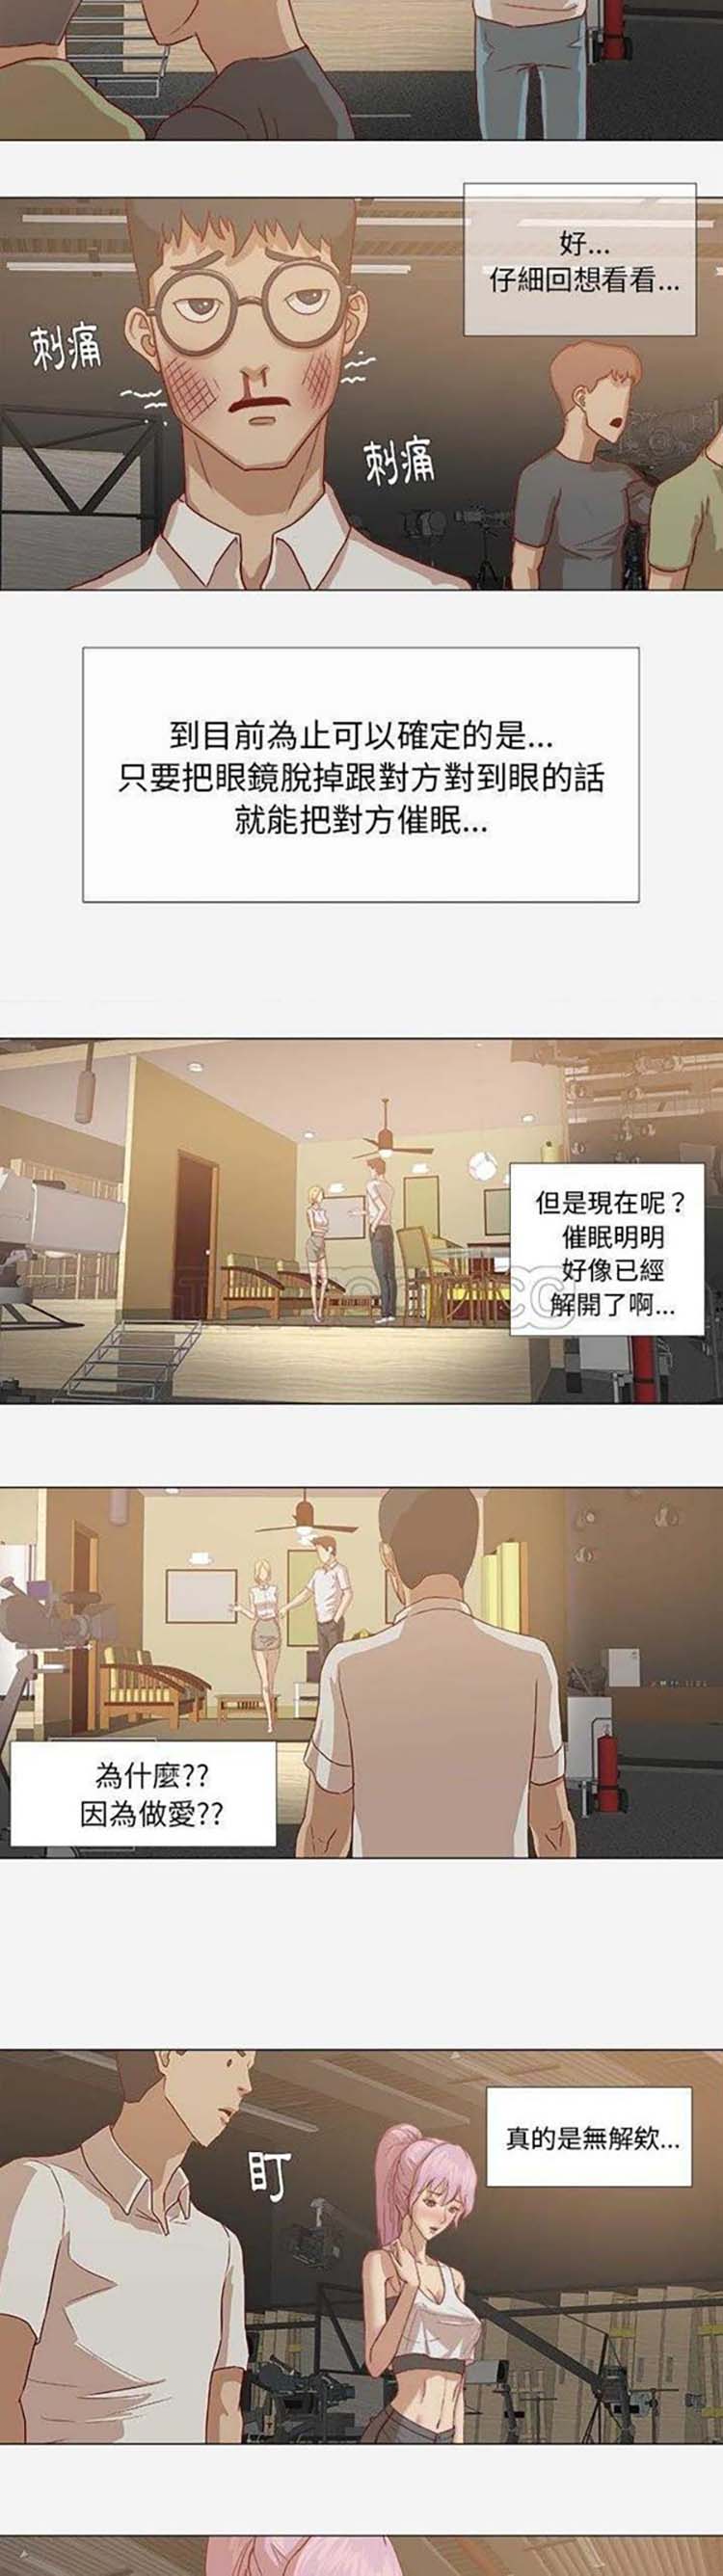 好...
仔細回想看看...
刺痛
刺痛
到目前為止可以確定的是...
只要把眼鏡脫掉跟對方對到眼的話
就能把對方催眠...
但是現在呢？
催眠明明
好像已經
解開了啊...
為什麼??
因為做愛??
真的是無解欸...
盯